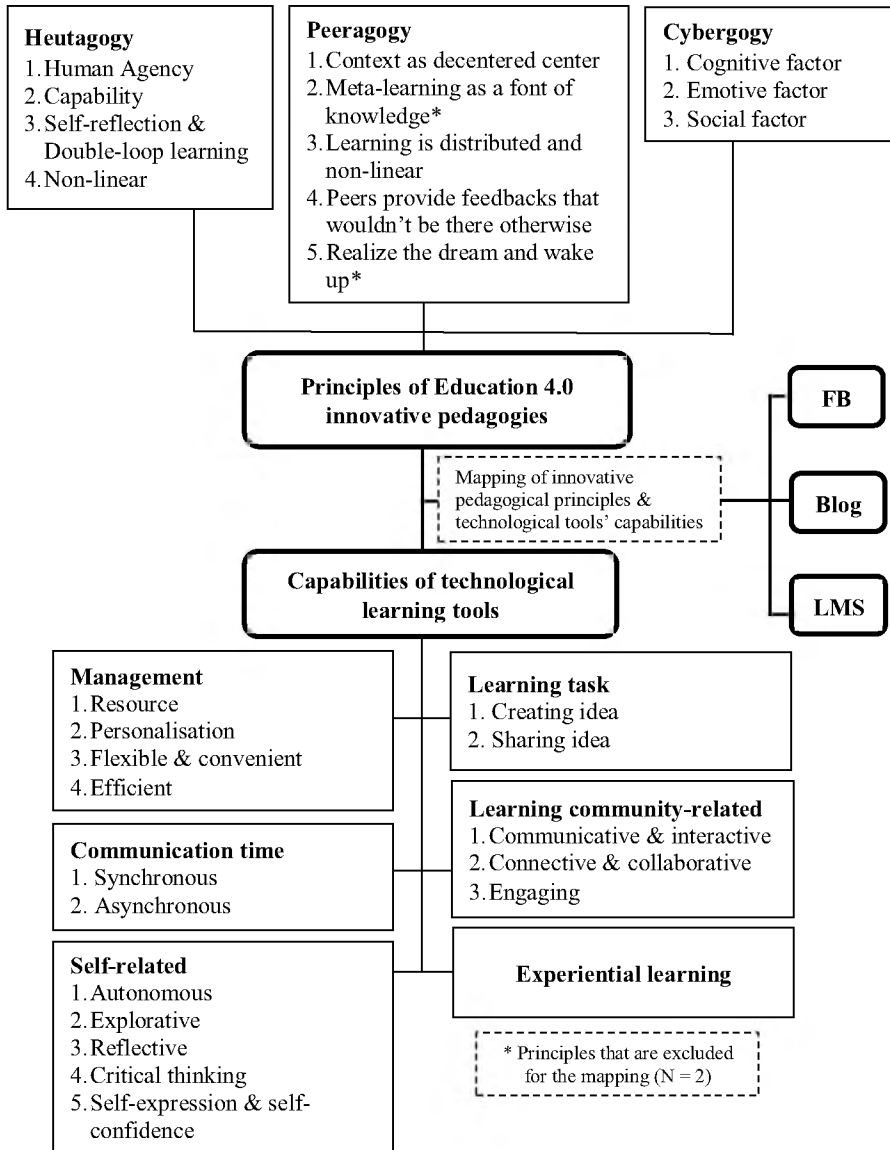 Heutagogy
1. Human Agency
2. Capability
3. Self-reflection &
Double-loop learning
4. Non-linear
Peeragogy
1. Context as decentered center
2. Meta-learning as a font of
knowledge*
3. Learning is distributed and
non-linear
4. Peers provide feedbacks that
wouldn't be there otherwise
5. Realize the dream and wake
up*
Cybergogy
1. Cognitive factor
2. Emotive factor
3. Social factor
Principles of Education 4.0
innovative pedagogies
Mapping of innovative
pedagogical principles &
technological tools' capabilities
FB
Blog
LMS
Capabilities of technological
learning tools
Management
1. Resource
2. Personalisation
3. Flexible & convenient
4. Efficient
Learning task
1. Creating idea
2. Sharing idea
Communication time
1. Synchronous
2. Asynchronous
Learning community-related
1. Communicative & interactive
2. Connective & collaborative
3. Engaging
Self-related
1. Autonomous
2. Explorative
3. Reflective
4. Critical thinking
5. Self-expression & self-
confidence
Experiential learning
* Principles that are excluded
for the mapping (N = 2)